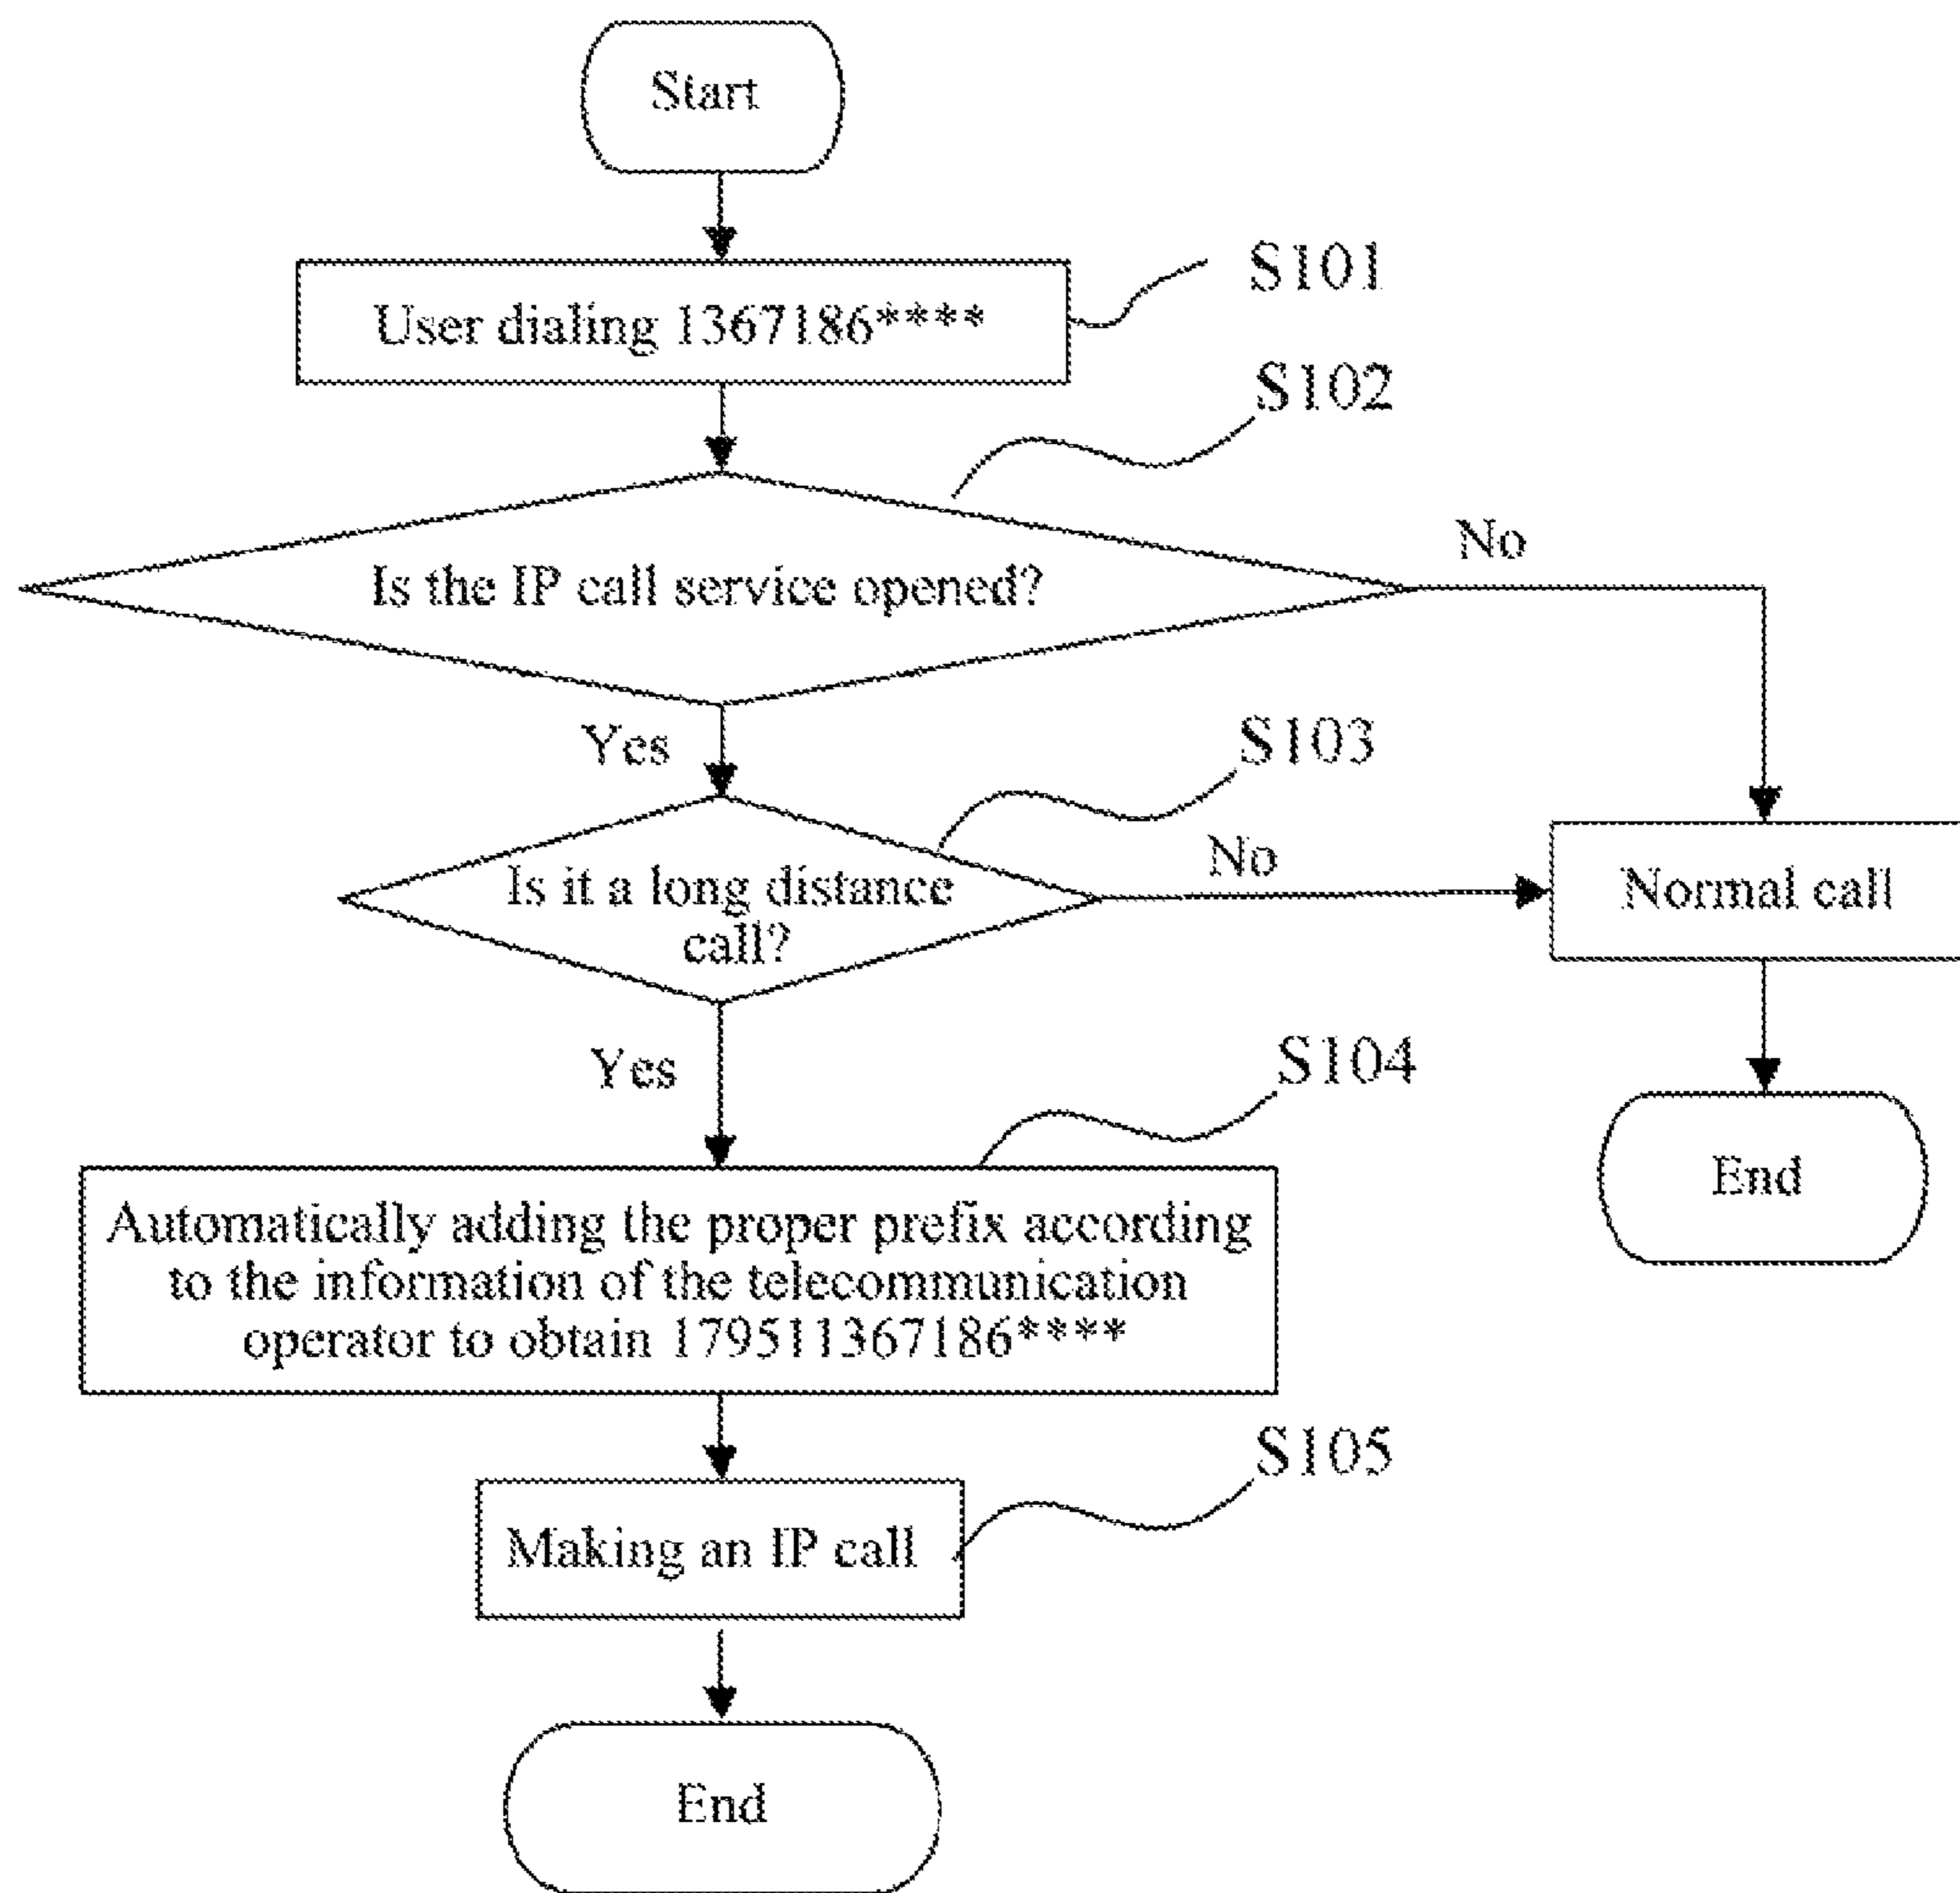 Start
User dialing 1367186****
S101
S102
Is the IP call service opened?
No
Yes
S103
Is it a long distance
call?
No
Normal call
Yes
S104
End
Automatically adding the proper prefix according
to the information of the telecommunication
operator to obtain 179511367186****
S105
Making an IP call
End